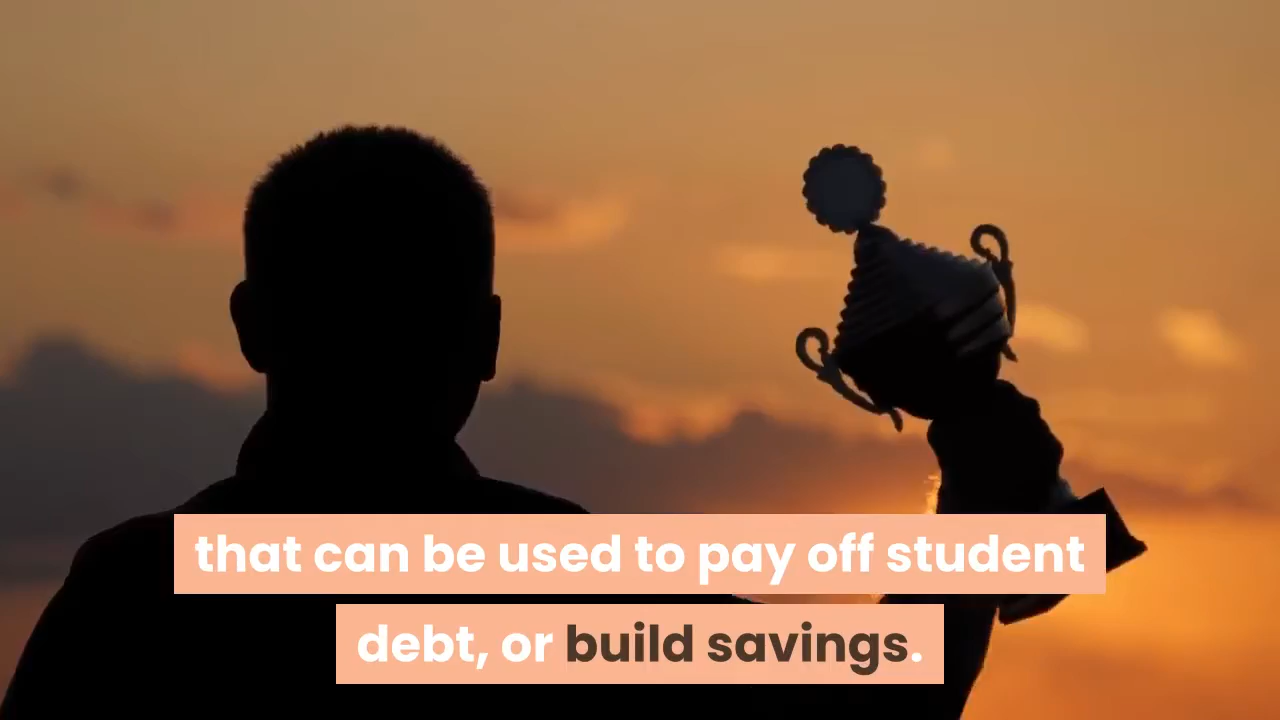 that can be used to pay off student
debt, or build savings.